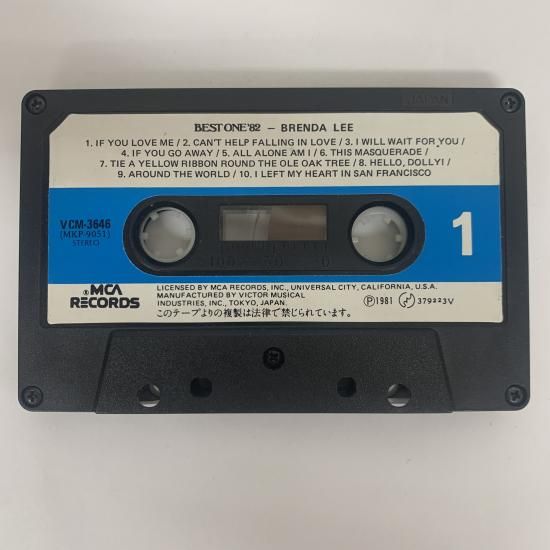 JAPAN
BEST ONE '82 – BRENDA LEE
1. IF YOU LOVE ME / 2. CAN'T HELP FALLING IN LOVE / 3. I WILL WAIT FOR YOU /
4. IF YOU GO AWAY / 5. ALL ALONE AM I / 6. THIS MASQUERADE /
7. TIE A YELLOW RIBBON ROUND THE OLE OAK TREE / 8. HELLO, DOLLY! /
9. AROUND THE WORLD / 10. I LEFT MY HEART IN SAN FRANCISCO
VCM-3646
(MKP-9051)
STEREO
100 50 0
1
MCA
RECORDS
LICENSED BY MCA RECORDS, INC., UNIVERSAL CITY, CALIFORNIA, U.S.A.
MANUFACTURED BY VICTOR MUSICAL
INDUSTRIES, INC., TOKYO, JAPAN.
このテープよりの複製は法律で禁じられています。
Ⓟ1981 379223V